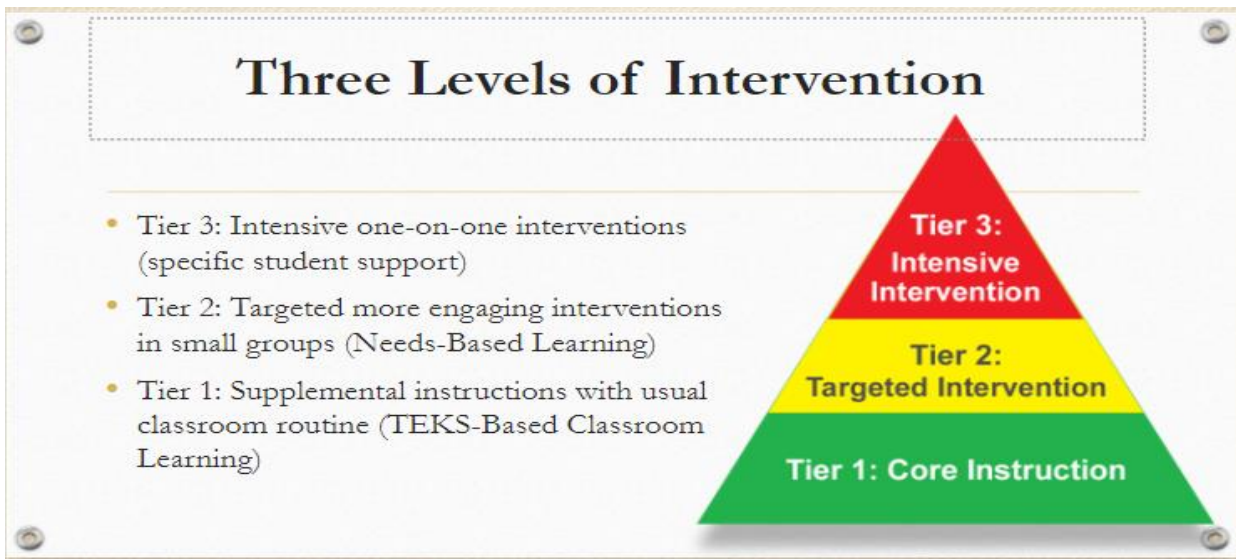 Three Levels of Intervention
• Tier 3: Intensive one-on-one interventions
(specific student support)
• Tier 2: Targeted more engaging interventions
in small groups (Needs-Based Learning)
• Tier 1: Supplemental instructions with usual
classroom routine (TEKS-Based Classroom
Learning)
Tier 3:
Intensive
Intervention
Tier 2:
Targeted Intervention
Tier 1: Core Instruction